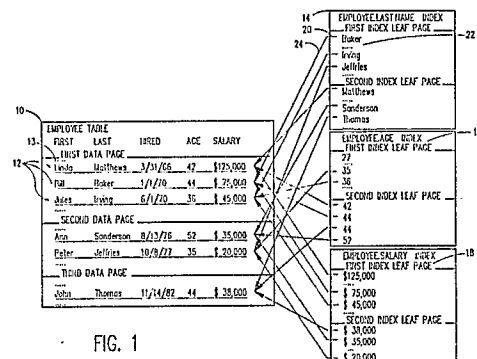 10
EMPLOYEE TABLE
FIRST LAST HIRED AGE SALARY
13
FIRST DATA PAGE
12
Linda Matthews 3/31/66 42 $125,000
Bill Baker 1/1/70 44 $ 75,000
Jules Irving 6/1/70 36 $ 45,000
SECOND DATA PAGE
Ann Sanderson 8/13/76 52 $ 35,000
Peter Jeffries 10/8/77 35 $ 20,000
THIRD DATA PAGE
John Thomas 11/14/82 44 $ 38,000
FIG. 1
14
20
24
EMPLOYEE.LASTNAME INDEX
FIRST INDEX LEAF PAGE
22
Baker
Irving
Jeffries
SECOND INDEX LEAF PAGE
Matthews
Sanderson
Thomas
EMPLOYEE.AGE INDEX
FIRST INDEX LEAF PAGE
27
35
36
SECOND INDEX LEAF PAGE
42
44
44
52
EMPLOYEE.SALARY INDEX
FIRST INDEX LEAF PAGE
18
$125,000
$ 75,000
$ 45,000
SECOND INDEX LEAF PAGE
$ 38,000
$ 35,000
$ 20,000